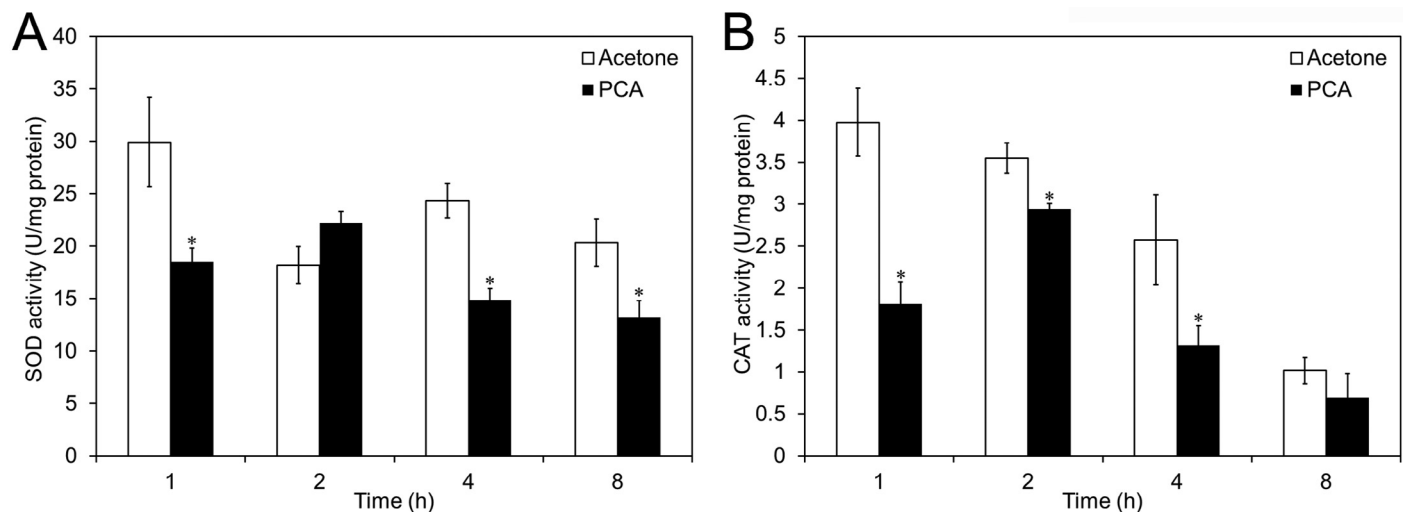 A
40
35
30
25
20
15
10
5
0
SOD activity (U/mg protein)
Acetone
PCA
*
*
*
1 2 4 8
Time (h)
B
5
4.5
4
3.5
3
2.5
2
1.5
1
0.5
0
CAT activity (U/mg protein)
Acetone
PCA
*
*
*
1 2 4 8
Time (h)